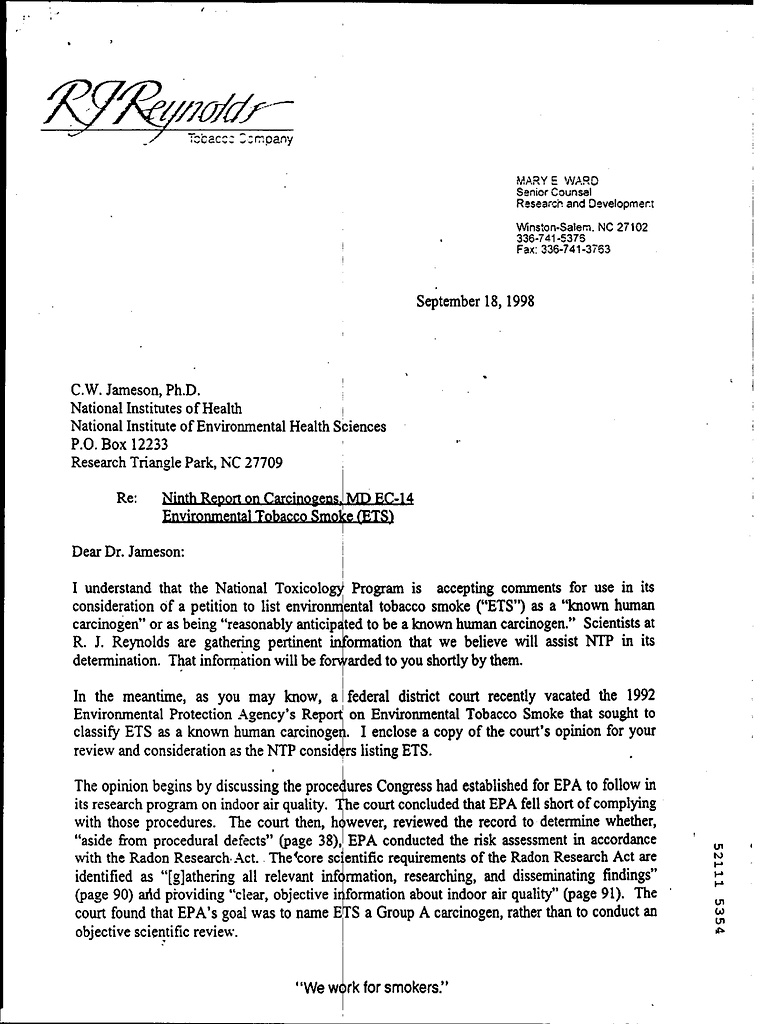 RJReynolds
Tobacco Company
MARY E. WARD
Senior Counsel
Research and Development
Winston-Salem, NC 27102
336-741-5376
Fax: 336-741-3763
September 18, 1998
C.W. Jameson, Ph.D.
National Institutes of Health
National Institute of Environmental Health Sciences
P.O. Box 12233
Research Triangle Park, NC 27709
Re: Ninth Report on Carcinogens, MD EC-14
Environmental Tobacco Smoke (ETS)
Dear Dr. Jameson:
I understand that the National Toxicology Program is accepting comments for use in its
consideration of a petition to list environmental tobacco smoke ("ETS") as a "known human
carcinogen" or as being "reasonably anticipated to be a known human carcinogen." Scientists at
R. J. Reynolds are gathering pertinent information that we believe will assist NTP in its
determination. That information will be forwarded to you shortly by them.
In the meantime, as you may know, a federal district court recently vacated the 1992
Environmental Protection Agency's Report on Environmental Tobacco Smoke that sought to
classify ETS as a known human carcinogen. I enclose a copy of the court's opinion for your
review and consideration as the NTP considers listing ETS.
The opinion begins by discussing the procedures Congress had established for EPA to follow in
its research program on indoor air quality. The court concluded that EPA fell short of complying
with those procedures. The court then, however, reviewed the record to determine whether,
"aside from procedural defects" (page 38), EPA conducted the risk assessment in accordance
with the Radon Research Act. The core scientific requirements of the Radon Research Act are
identified as "[g]athering all relevant information, researching, and disseminating findings"
(page 90) and providing "clear, objective information about indoor air quality" (page 91). The
court found that EPA's goal was to name ETS a Group A carcinogen, rather than to conduct an
objective scientific review.
52111 5354
"We work for smokers."